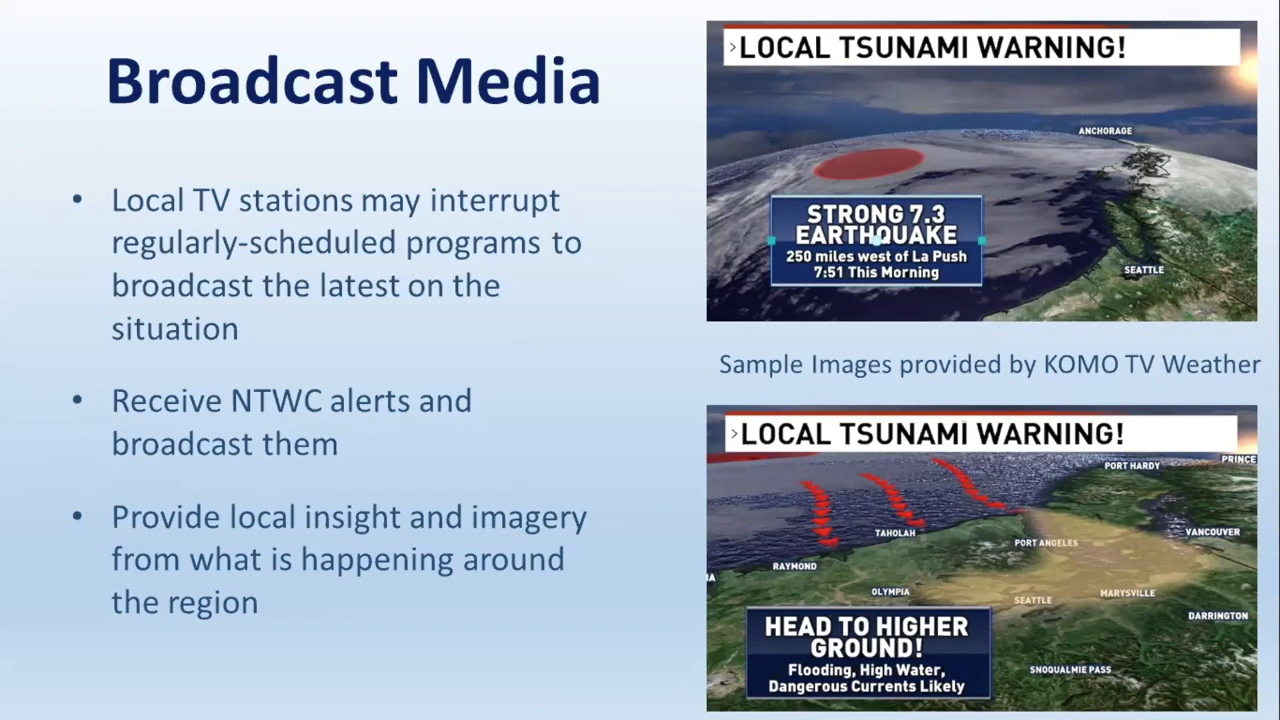 Broadcast Media
• Local TV stations may interrupt
regularly-scheduled programs to
broadcast the latest on the
situation
• Receive NTWC alerts and
broadcast them
• Provide local insight and imagery
from what is happening around
the region
>LOCAL TSUNAMI WARNING!
ANCHORAGE
STRONG 7.3
EARTHQUAKE
250 miles west of La Push
7:51 This Morning
SEATTLE
Sample Images provided by KOMO TV Weather
>LOCAL TSUNAMI WARNING!
PORT HARDY
PRINCE
TAHOLAH
PORT ANGELES
VANCOUVER
RAYMOND
IA
OLYMPIA
SEATTLE
MARYSVILLE
DARRINGTON
HEAD TO HIGHER
GROUND!
Flooding, High Water,
Dangerous Currents Likely
SNOQUALMIE PASS